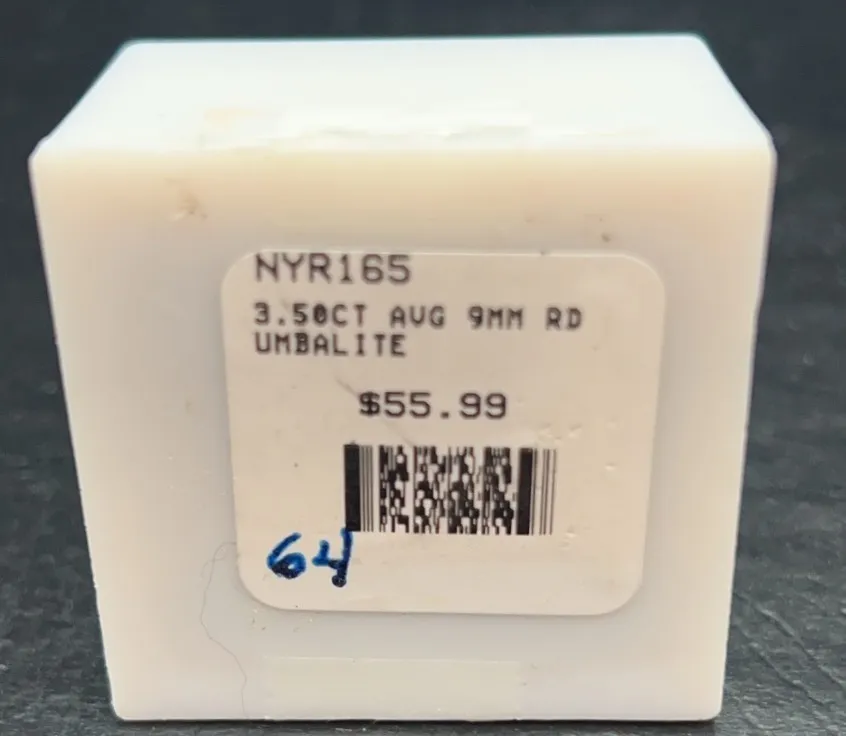 NYR165
3.50CT AVG 9MM RD
UMBALITE
$55.99
64